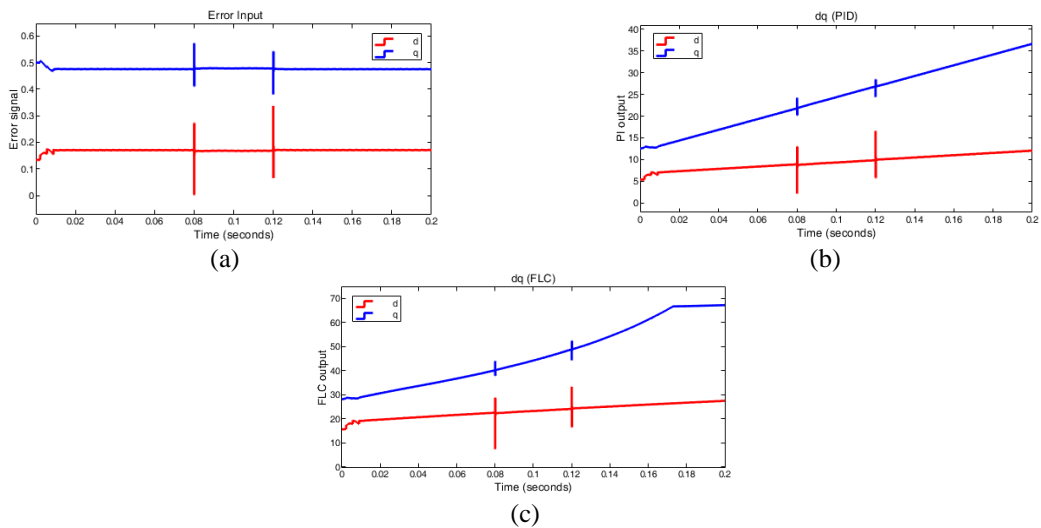 Error Input
d
q
Error signal
0.6
0.5
0.4
0.3
0.2
0.1
0
0 0.02 0.04 0.06 0.08 0.1 0.12 0.14 0.16 0.18 0.2
Time (seconds)
(a)
dq (PID)
d
q
PI output
40
35
30
25
20
15
10
5
0
0 0.02 0.04 0.06 0.08 0.1 0.12 0.14 0.16 0.18 0.2
Time (seconds)
(b)
dq (FLC)
d
q
FLC output
70
60
50
40
30
20
10
0
0 0.02 0.04 0.06 0.08 0.1 0.12 0.14 0.16 0.18 0.2
Time (seconds)
(c)